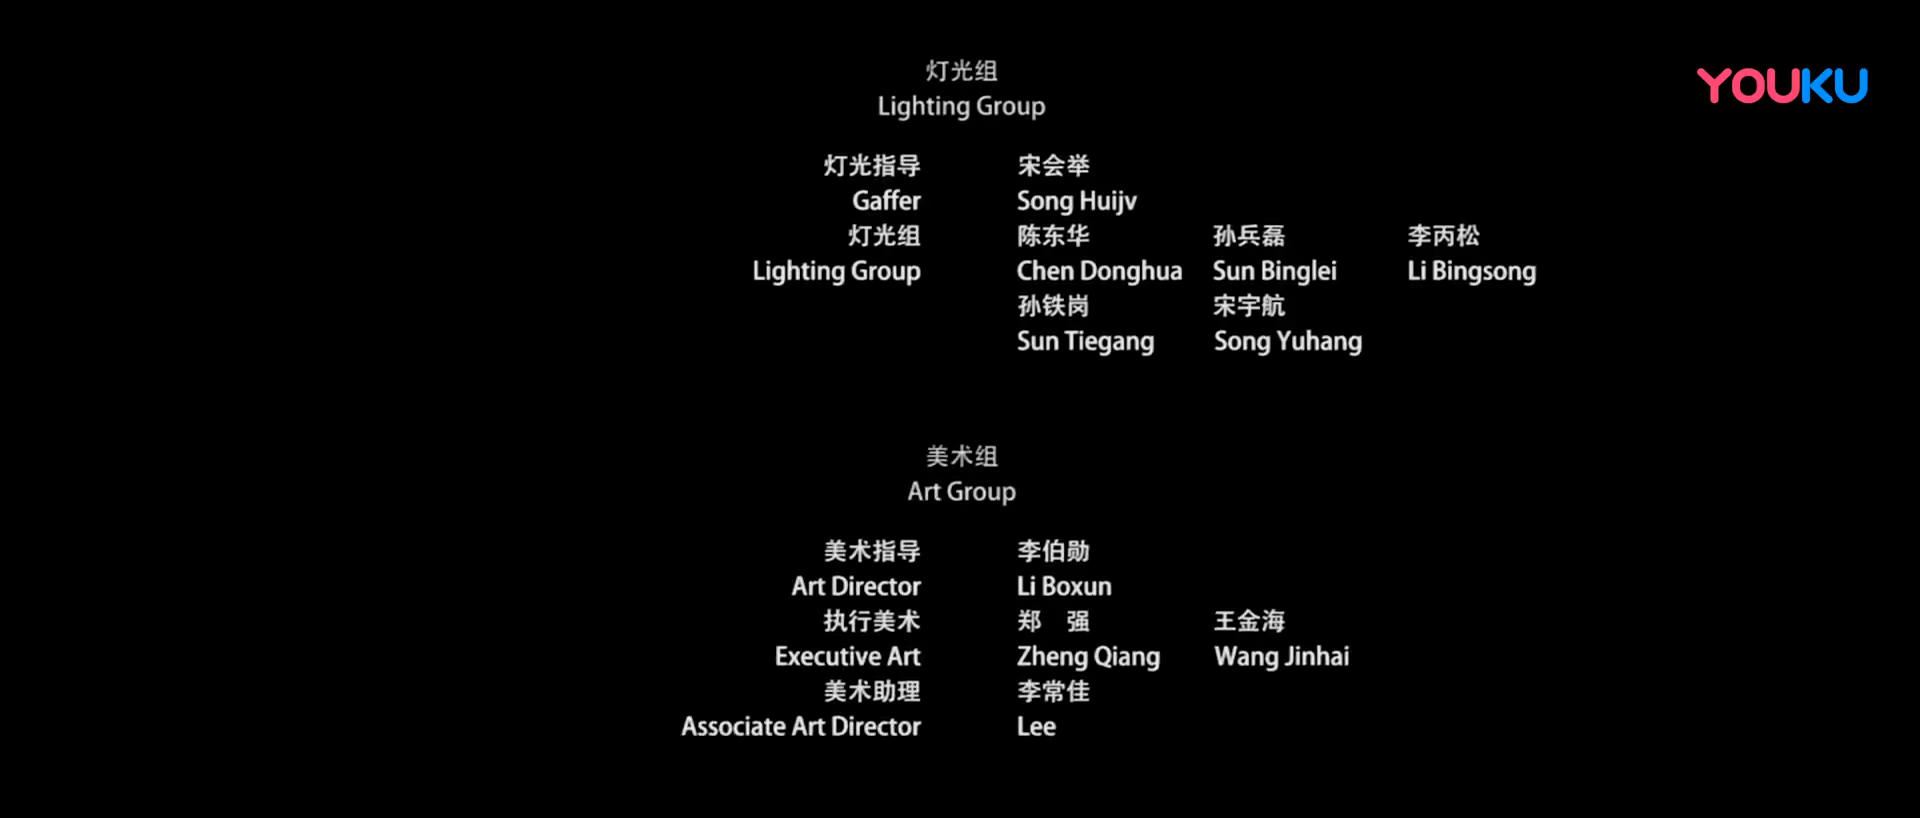 灯光组
Lighting Group
YOUKU
灯光指导 宋会举
Gaffer Song Huijv
灯光组 陈东华 孙兵磊 李丙松
Lighting Group Chen Donghua Sun Binglei Li Bingsong
孙铁岗 宋宇航
Sun Tiegang Song Yuhang
美术组
Art Group
美术指导 李伯勋
Art Director Li Boxun
执行美术 郑 强 王金海
Executive Art Zheng Qiang Wang Jinhai
美术助理 李常佳
Associate Art Director Lee